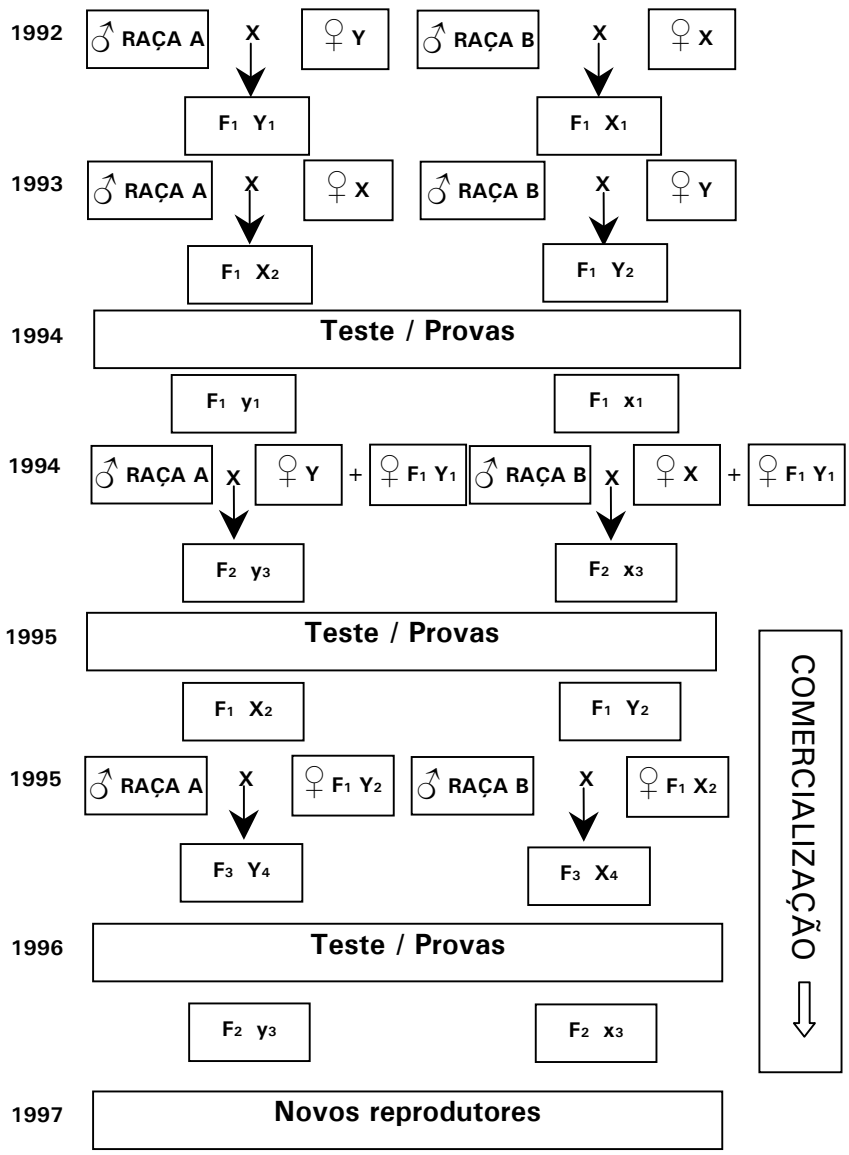 1992 ♂ RAÇA A X ♀ Y ♂ RAÇA B X ♀ X
F1 Y1 F1 X1
1993 ♂ RAÇA A X ♀ X ♂ RAÇA B X ♀ Y
F1 X2 F1 Y2
1994 Teste / Provas
F1 y1 F1 x1
1994 ♂ RAÇA A X ♀ Y + ♀ F1 Y1 ♂ RAÇA B X ♀ X + ♀ F1 Y1
F2 y3 F2 x3
1995 Teste / Provas
F1 X2 F1 Y2
1995 ♂ RAÇA A X ♀ F1 Y2 ♂ RAÇA B X ♀ F1 X2
F3 Y4 F3 X4
1996 Teste / Provas
F2 y3 F2 x3
1997 Novos reprodutores
COMERCIALIZAÇÃO